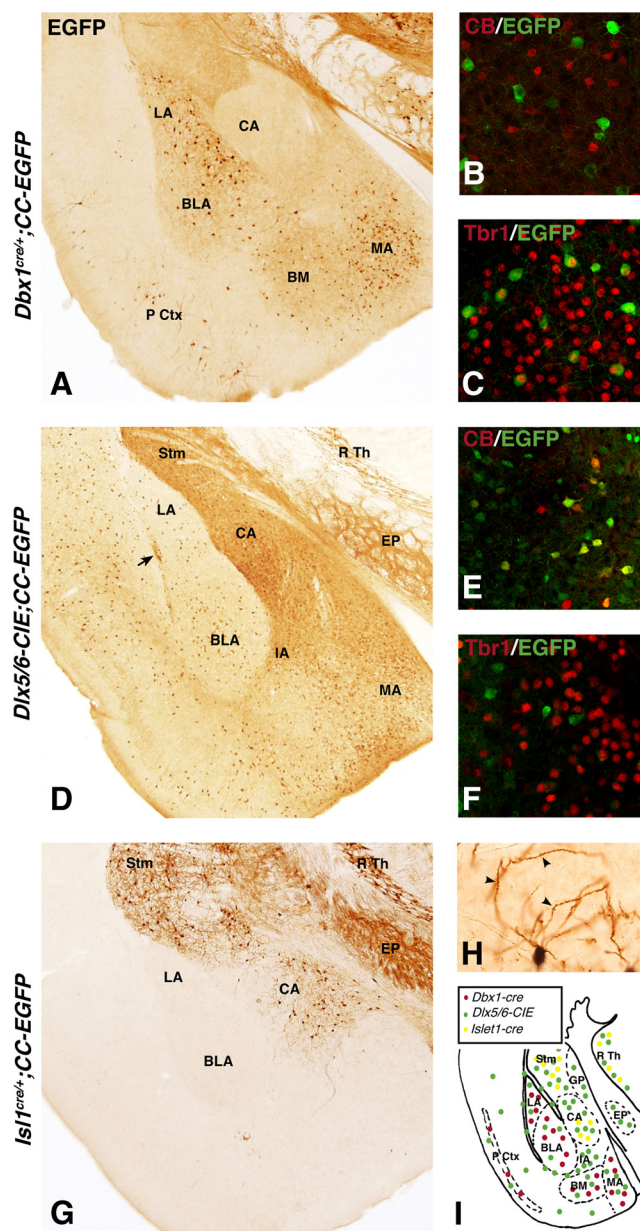 EGFP
LA
CA
BLA
MA
BM
P Ctx
A
Dbx1cre/+;CC-EGFP
CB/EGFP
B
Tbr1/EGFP
C
Stm
R Th
LA
CA
EP
BLA
IA
MA
D
Dlx5/6-CIE;CC-EGFP
CB/EGFP
E
Tbr1/EGFP
F
Stm
R Th
EP
LA
CA
BLA
G
Isl1cre/+;CC-EGFP
H
Dbx1-cre
Dlx5/6-CIE
Islet1-cre
Stm
R Th
GP
LA
CA
EP
BLA
P Ctx
IA
BM
MA
I